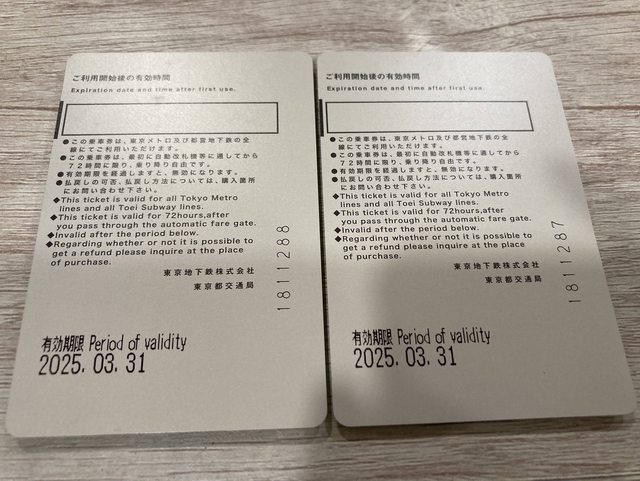 ご利用開始後の有効時間
Expiration date and time after first use.
●この乗車券は、東京メトロ及び都営地下鉄の全
線にてご利用いただけます。
●この乗車券は、最初に自動改札機等に通してから
７２時間に限り、乗り降り自由です。
●有効期限を経過しますと、無効になります。
●払戻しの可否、払戻し方法については、購入箇所
にお問い合わせ下さい。
◆This ticket is valid for all Tokyo Metro
lines and all Toei Subway lines.
◆This ticket is valid for 72hours,after
you pass through the automatic fare gate.
◆Invalid after the period below.
◆Regarding whether or not it is possible to
get a refund please inquire at the place
of purchase.
東京地下鉄株式会社
東京都交通局
1811288
有効期限 Period of validity
2025.03.31
ご利用開始後の有効時間
Expiration date and time after first use.
●この乗車券は、東京メトロ及び都営地下鉄の全
線にてご利用いただけます。
●この乗車券は、最初に自動改札機等に通してから
７２時間に限り、乗り降り自由です。
●有効期限を経過しますと、無効になります。
●払戻しの可否、払戻し方法については、購入箇所
にお問い合わせ下さい。
◆This ticket is valid for all Tokyo Metro
lines and all Toei Subway lines.
◆This ticket is valid for 72hours,after
you pass through the automatic fare gate.
◆Invalid after the period below.
◆Regarding whether or not it is possible to
get a refund please inquire at the place
of purchase.
東京地下鉄株式会社
東京都交通局
1811287
有効期限 Period of validity
2025.03.31